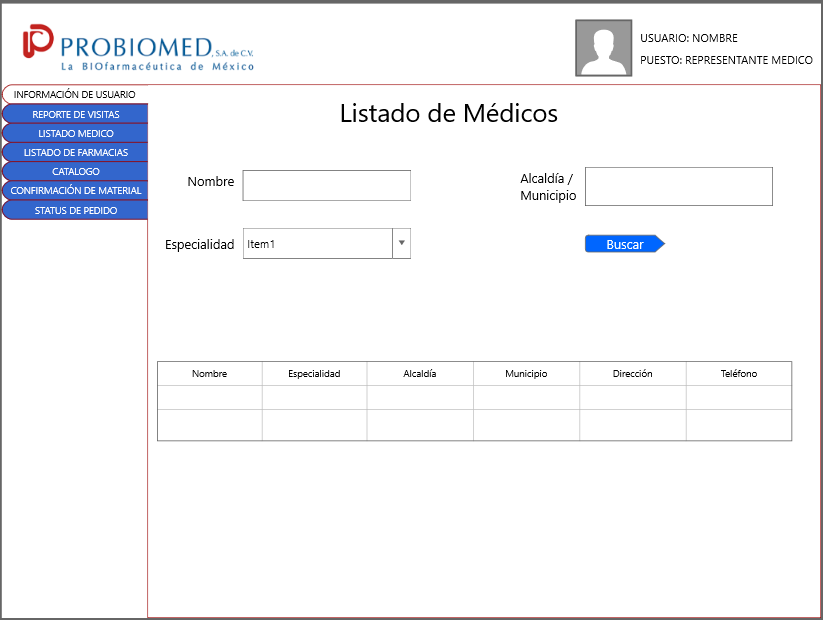 PROBIOMED, S.A. de C.V.
La BIOfarmacéutica de México
USUARIO: NOMBRE
PUESTO: REPRESENTANTE MEDICO
INFORMACIÓN DE USUARIO
REPORTE DE VISITAS
LISTADO MEDICO
LISTADO DE FARMACIAS
CATALOGO
CONFIRMACIÓN DE MATERIAL
STATUS DE PEDIDO
Listado de Médicos
Nombre
Alcaldía /
Municipio
Especialidad
Item1
Buscar
Nombre Especialidad Alcaldía Municipio Dirección Teléfono